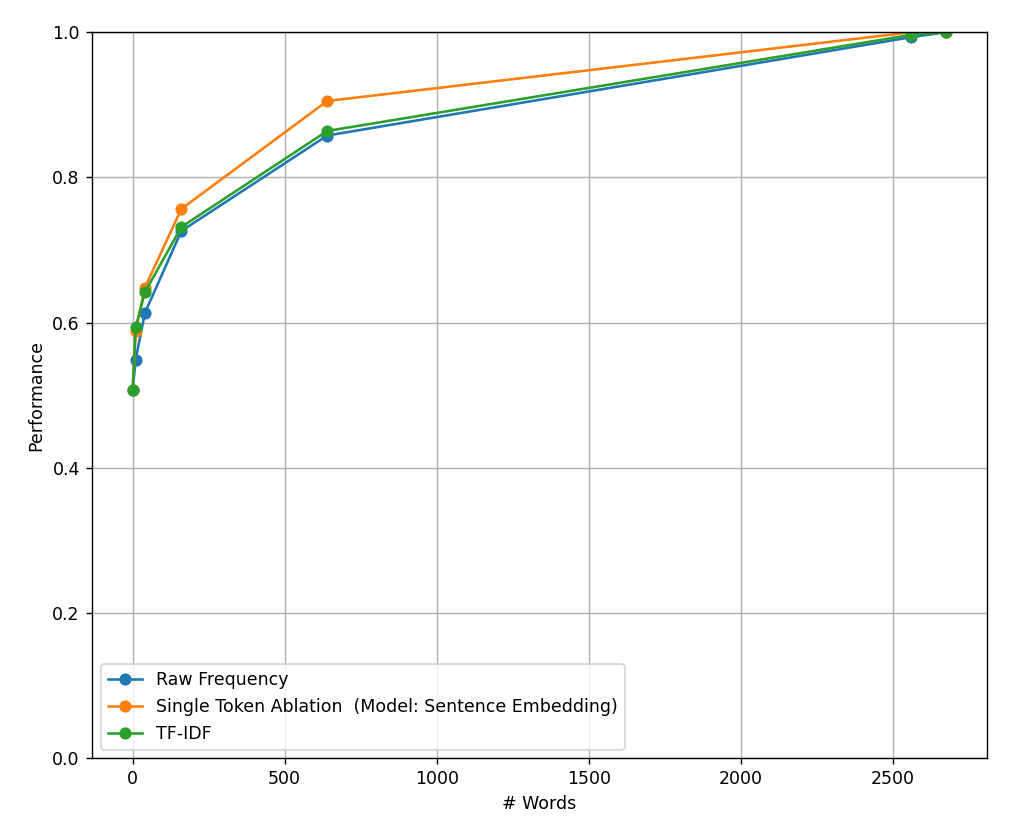 1.0
0.8
0.6
0.4
0.2
0.0
Performance
Raw Frequency
Single Token Ablation  (Model: Sentence Embedding)
TF-IDF
0 500 1000 1500 2000 2500
# Words